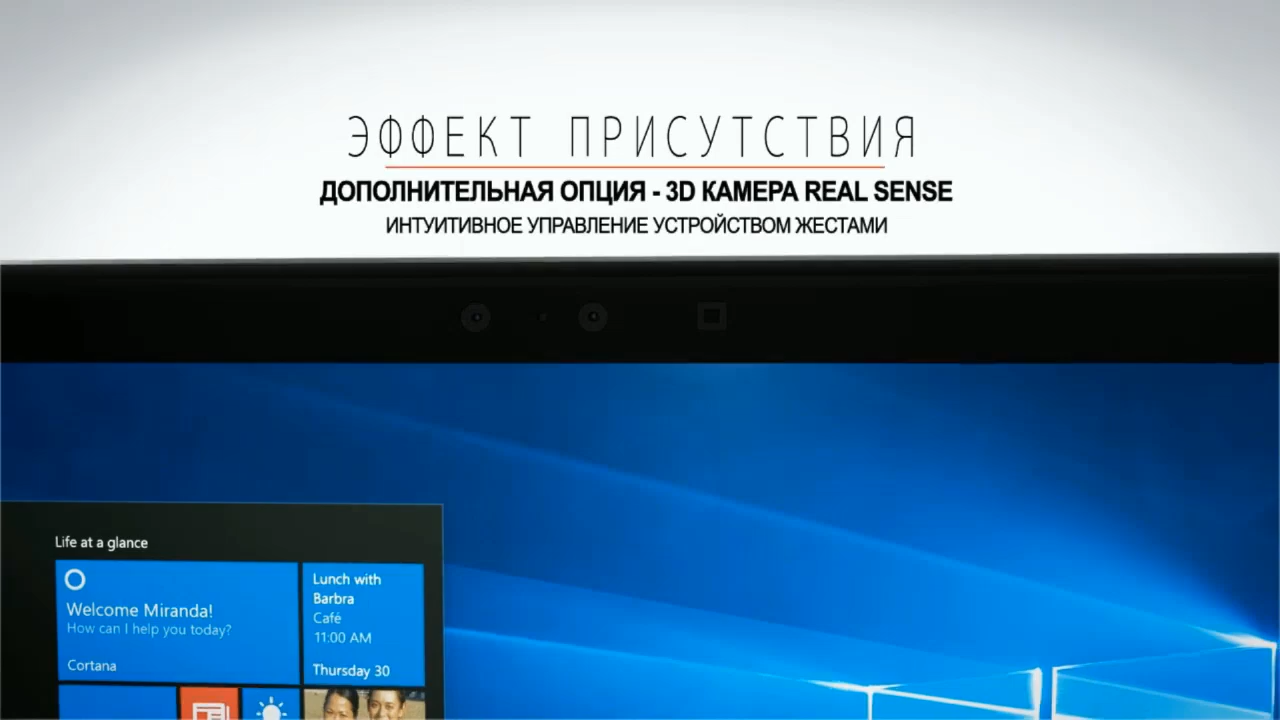 ЭФФЕКТ ПРИСУТСТВИЯ
ДОПОЛНИТЕЛЬНАЯ ОПЦИЯ - 3D КАМЕРА REAL SENSE
ИНТУИТИВНОЕ УПРАВЛЕНИЕ УСТРОЙСТВОМ ЖЕСТАМИ
Life at a glance
Welcome Miranda!
How can I help you today?
Cortana
Lunch with
Barbra
Café
11:00 AM
Thursday 30